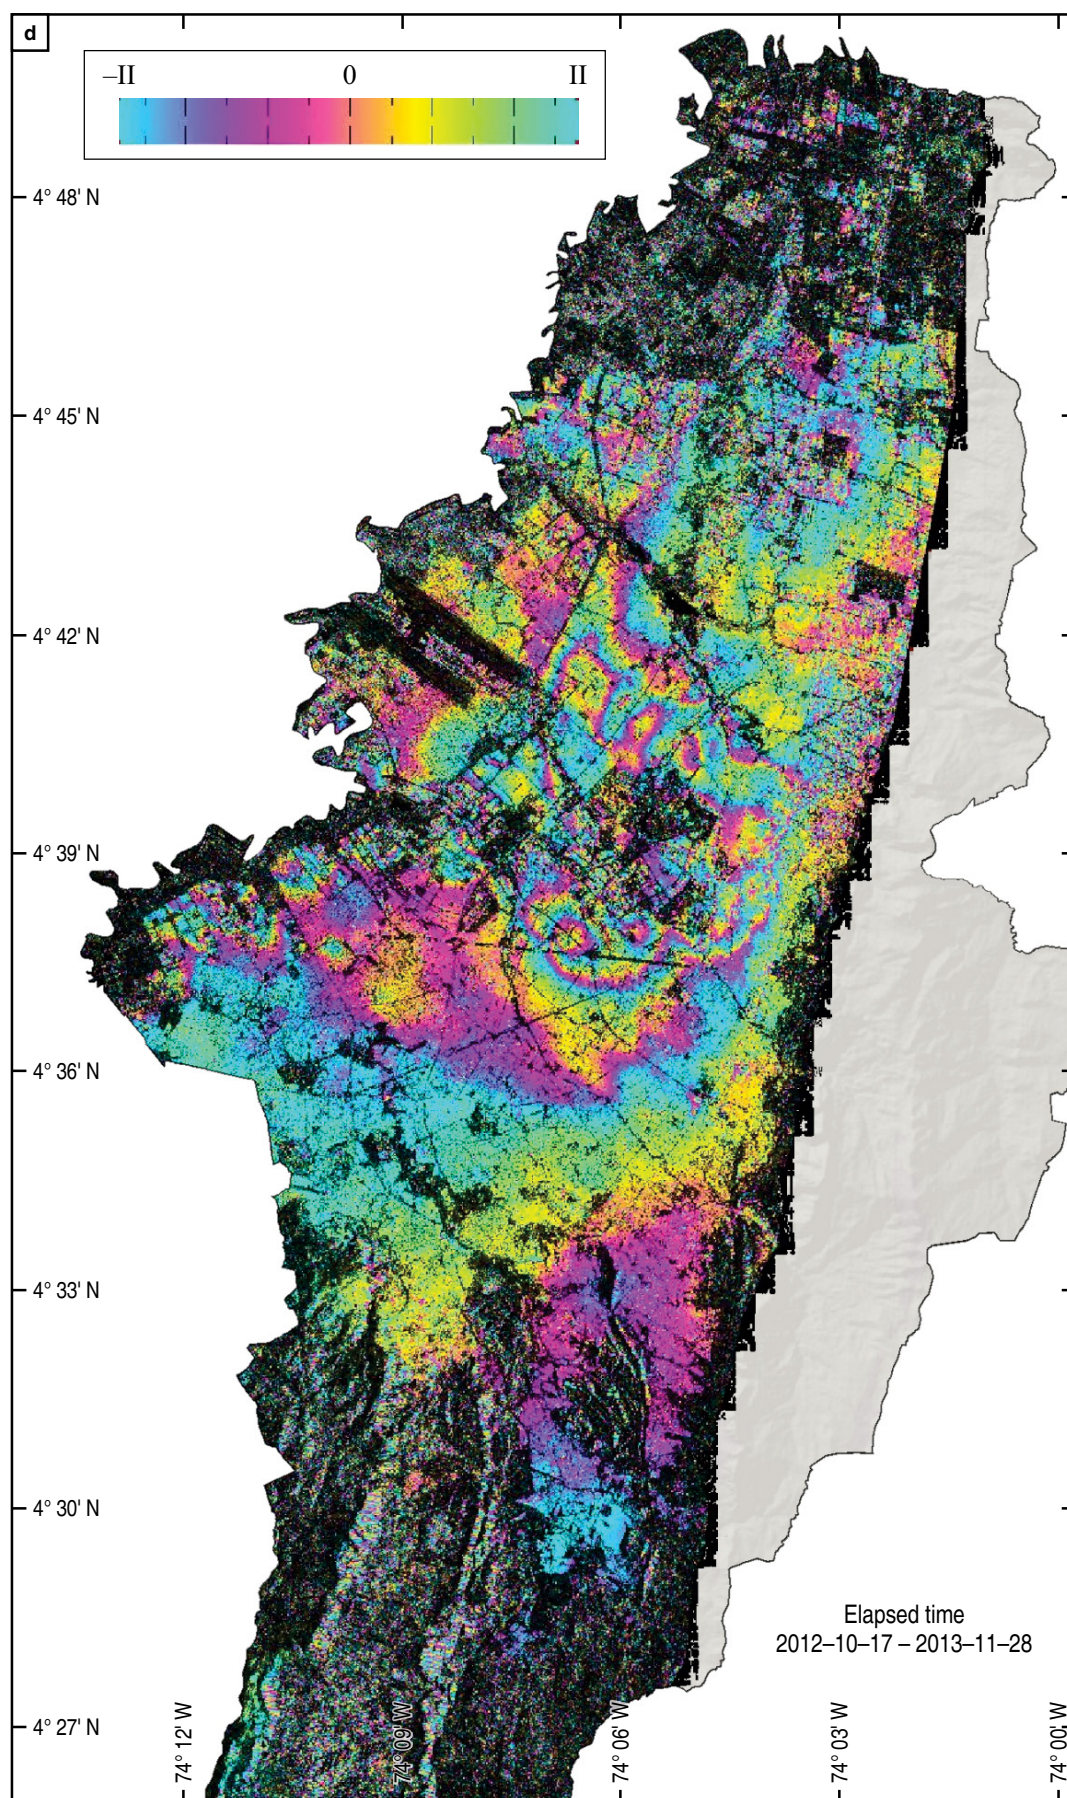 d
–II 0 II
4° 48' N
4° 45' N
4° 42' N
4° 39' N
4° 36' N
4° 33' N
4° 30' N
Elapsed time
2012–10–17 – 2013–11–28
4° 27' N
74° 12' W
74° 09' W
74° 06' W
74° 03' W
74° 00' W